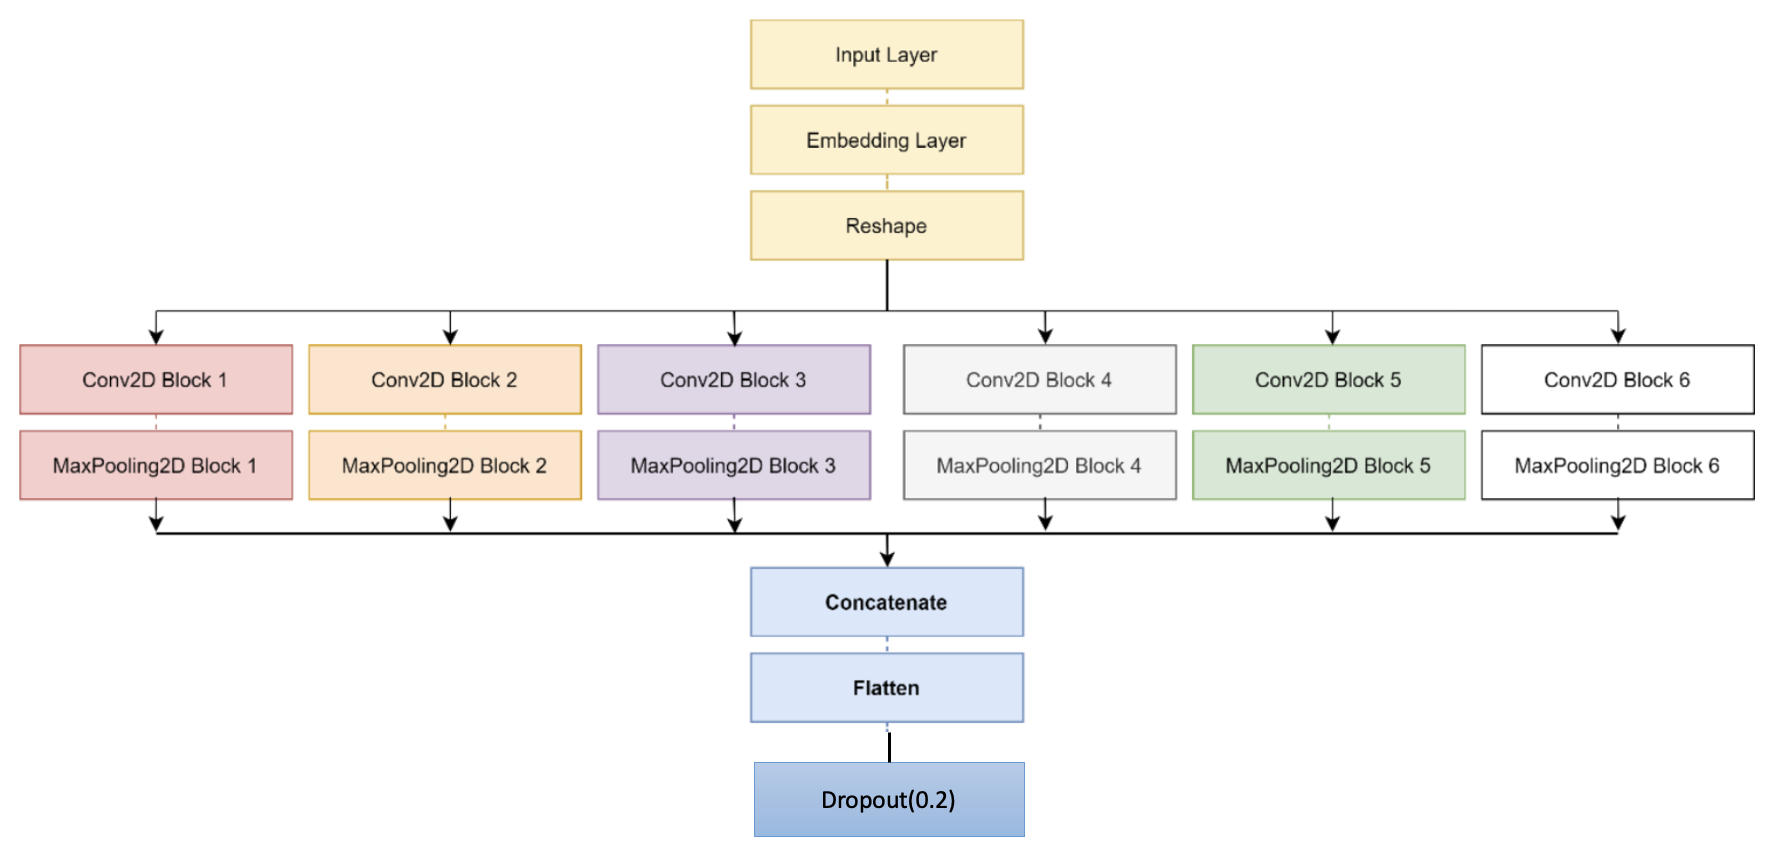 Input Layer
Embedding Layer
Reshape
Conv2D Block 1
Conv2D Block 2
Conv2D Block 3
Conv2D Block 4
Conv2D Block 5
Conv2D Block 6
MaxPooling2D Block 1
MaxPooling2D Block 2
MaxPooling2D Block 3
MaxPooling2D Block 4
MaxPooling2D Block 5
MaxPooling2D Block 6
Concatenate
Flatten
Dropout(0.2)